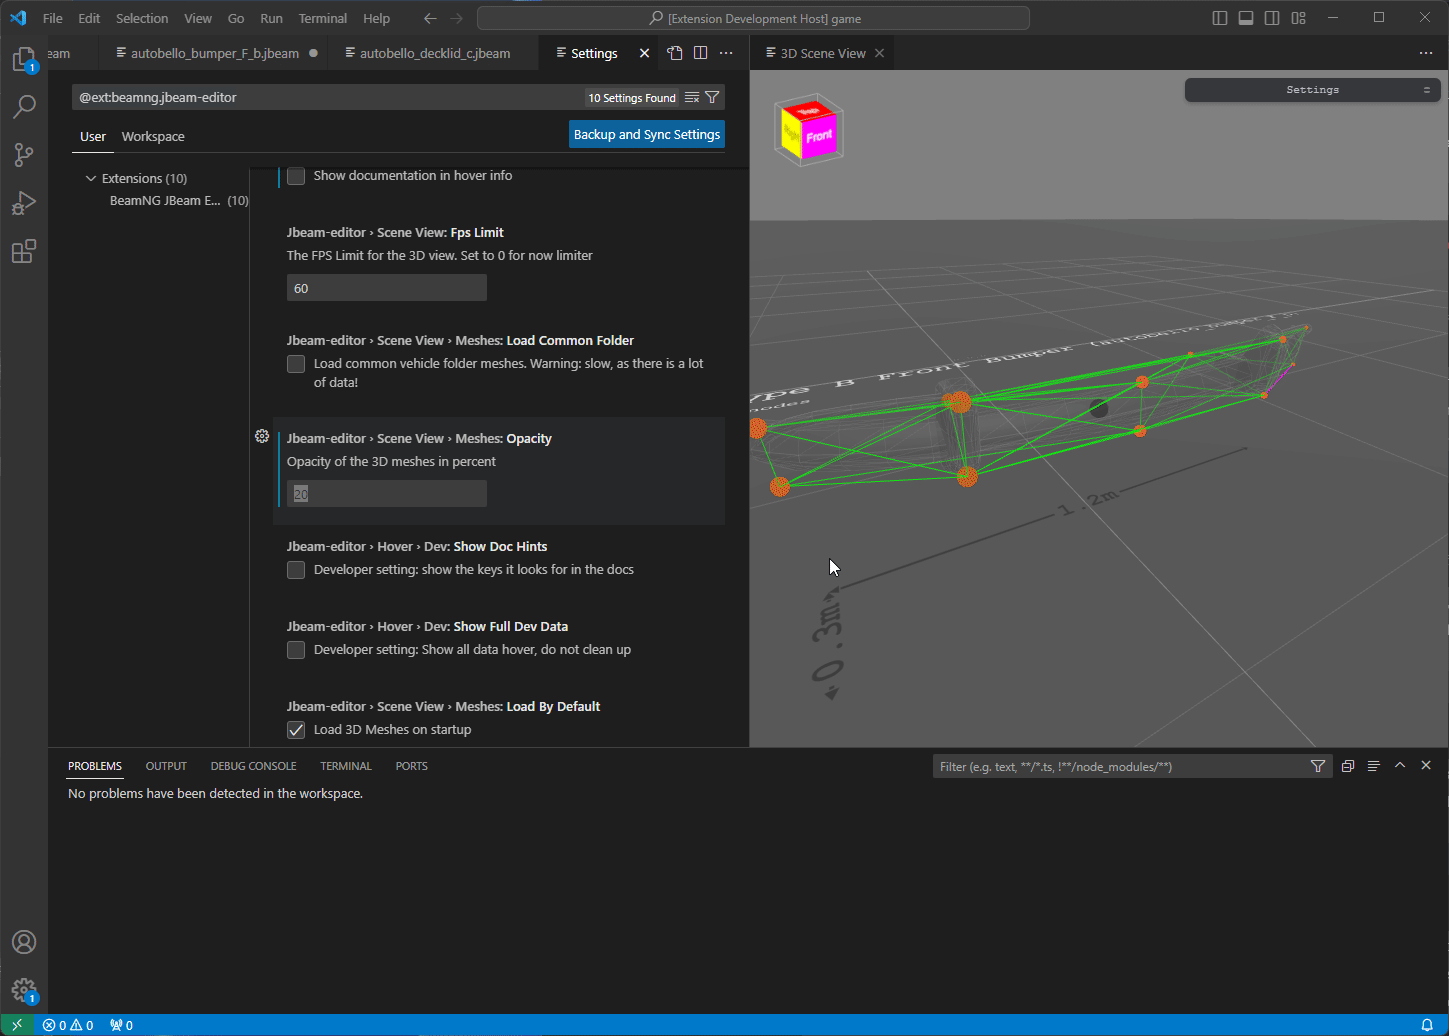 File Edit Selection View Go Run Terminal Help
[Extension Development Host] game
eam
autobello_bumper_F_b.jbeam
autobello_decklid_c.jbeam
Settings
3D Scene View
1
@ext:beamng.jbeam-editor
10 Settings Found
User Workspace
Backup and Sync Settings
Extensions (10)
BeamNG JBeam E... (10)
Show documentation in hover info
Jbeam-editor › Scene View: Fps Limit
The FPS Limit for the 3D view. Set to 0 for now limiter
60
Jbeam-editor › Scene View › Meshes: Load Common Folder
Load common vehicle folder meshes. Warning: slow, as there is a lot
of data!
Jbeam-editor › Scene View › Meshes: Opacity
Opacity of the 3D meshes in percent
20
Jbeam-editor › Hover › Dev: Show Doc Hints
Developer setting: show the keys it looks for in the docs
Jbeam-editor › Hover › Dev: Show Full Dev Data
Developer setting: Show all data hover, do not clean up
Jbeam-editor › Scene View › Meshes: Load By Default
Load 3D Meshes on startup
Settings
Top
Right
Front
ype B Front Bumper
nodes
1.2m
0.3m
PROBLEMS OUTPUT DEBUG CONSOLE TERMINAL PORTS
Filter (e.g. text, **/*.ts, !**/node_modules/**)
No problems have been detected in the workspace.
1
0 0 0